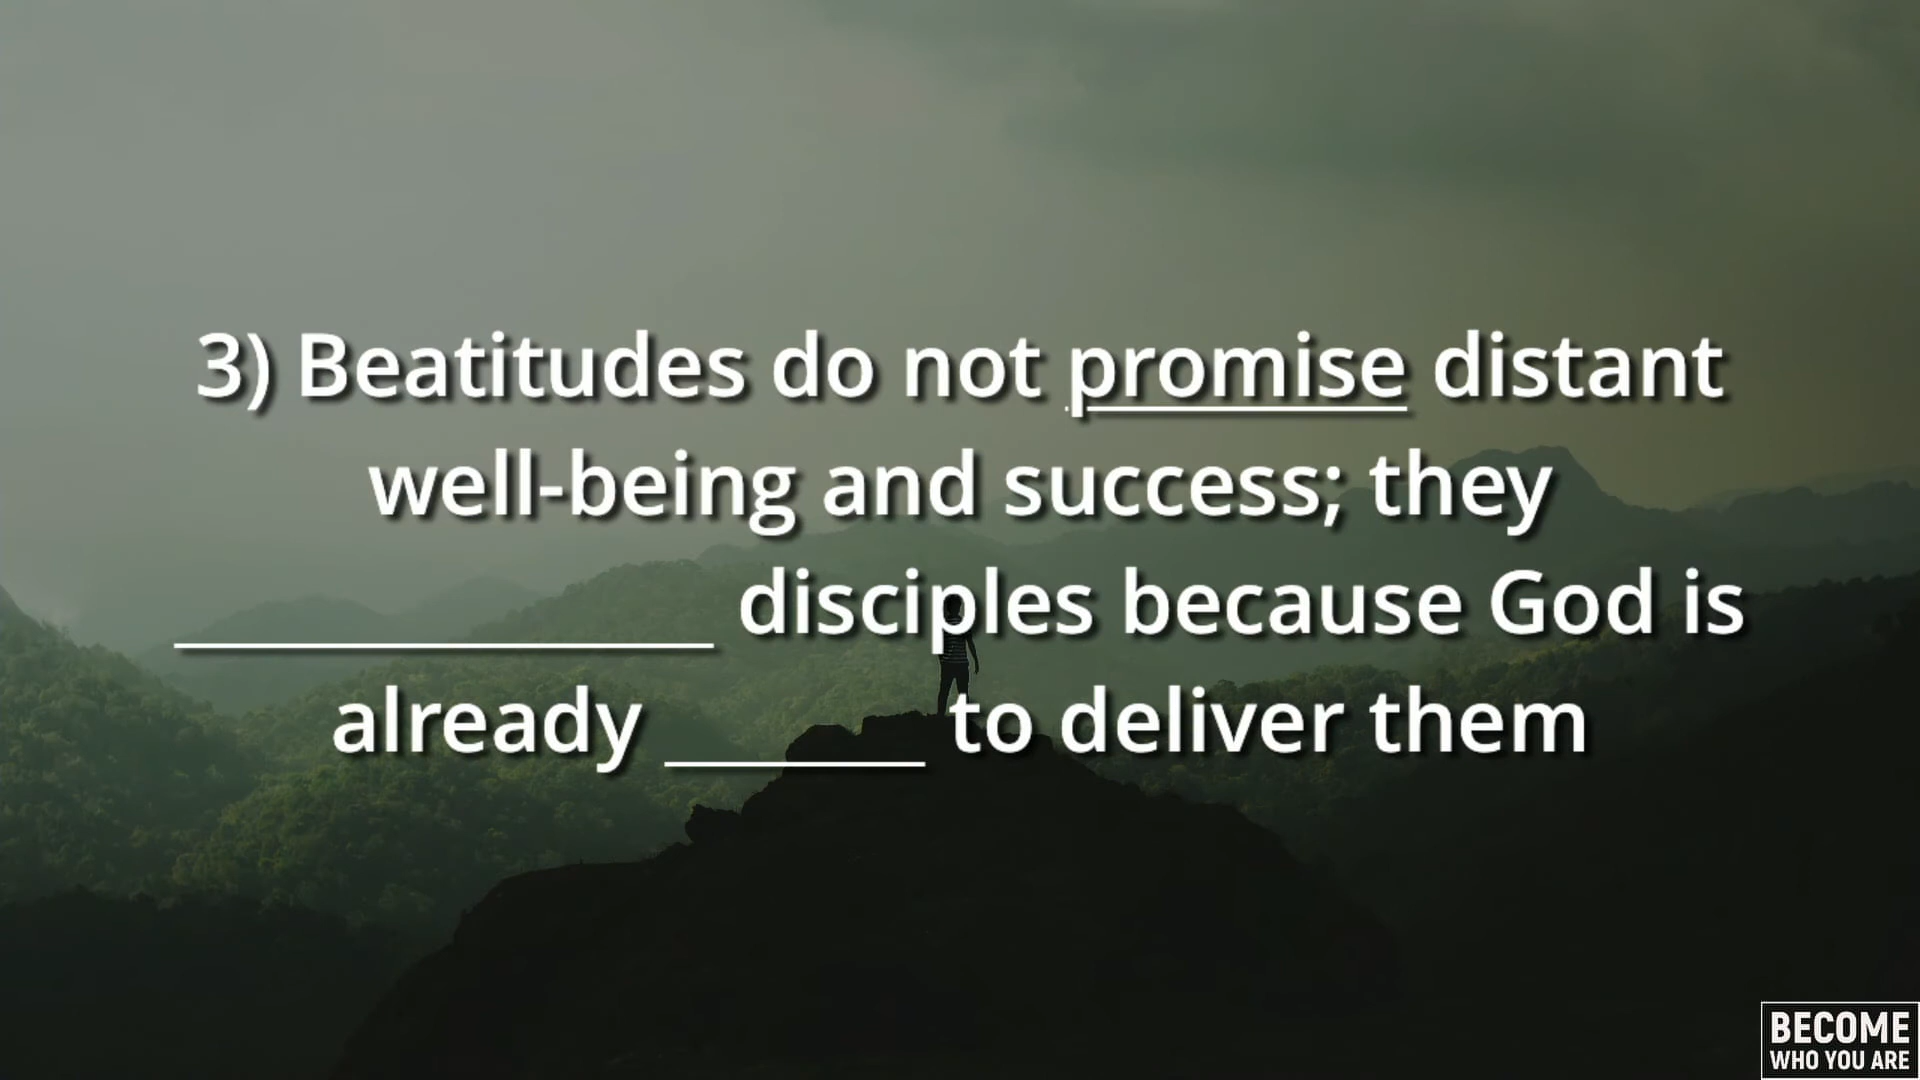 3) Beatitudes do not promise distant
well-being and success; they
_______________ disciples because God is
already _______ to deliver them
BECOME
WHO YOU ARE